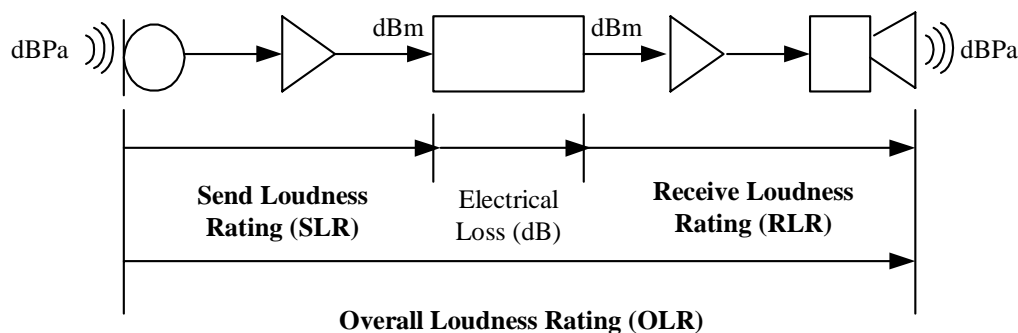 dBPa
dBm
dBm
dBPa
Send Loudness
Rating (SLR)
Electrical
Loss (dB)
Receive Loudness
Rating (RLR)
Overall Loudness Rating (OLR)